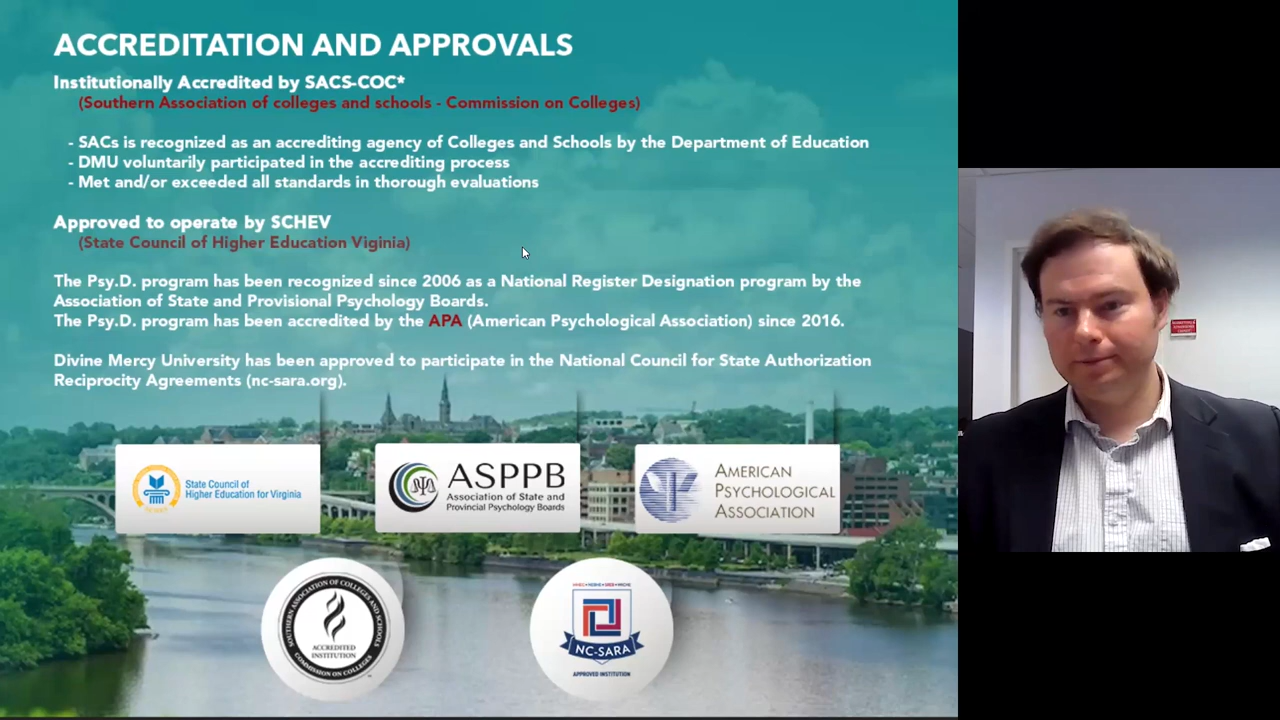 ACCREDITATION AND APPROVALS
Institutionally Accredited by SACS-COC*
(Southern Association of colleges and schools - Commission on Colleges)
- SACs is recognized as an accrediting agency of Colleges and Schools by the Department of Education
- DMU voluntarily participated in the accrediting process
- Met and/or exceeded all standards in thorough evaluations
Approved to operate by SCHEV
(State Council of Higher Education Viginia)
The Psy.D. program has been recognized since 2006 as a National Register Designation program by the
Association of State and Provisional Psychology Boards.
The Psy.D. program has been accredited by the APA (American Psychological Association) since 2016.
Divine Mercy University has been approved to participate in the National Council for State Authorization
Reciprocity Agreements (nc-sara.org).
State Council of
Higher Education for Virginia
ASPPB
Association of State and
Provincial Psychology Boards
AMERICAN
PSYCHOLOGICAL
ASSOCIATION
SOUTHERN ASSOCIATION OF COLLEGES AND SCHOOLS
ACCREDITED
INSTITUTION
COMMISSION ON COLLEGES
NC-SARA
APPROVED INSTITUTION